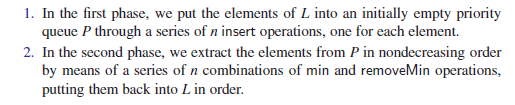 1. In the first phase, we put the elements of L into an initially empty priority
queue P through a series of n insert operations, one for each element.
2. In the second phase, we extract the elements from P in nondecreasing order
by means of a series of n combinations of min and removeMin operations,
putting them back into L in order.